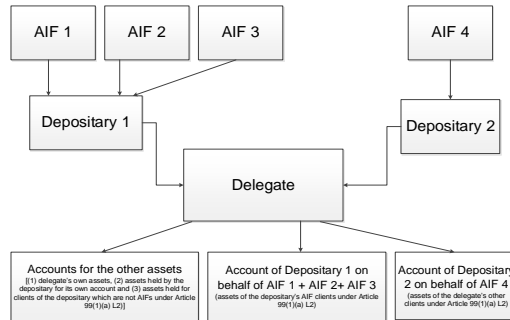 AIF 1
AIF 2
AIF 3
AIF 4
Depositary 1
Depositary 2
Delegate
Accounts for the other assets
[(1) delegate's own assets, (2) assets held
by the depositary for its own account and (3) assets held for
clients of the depositary which are not AIFs under Article
99(1)(a) L2)]
Account of Depositary 1 on
behalf of AIF 1 + AIF 2+ AIF 3
(assets of the depositary's AIF clients under Article
99(1)(a) L2)
Account of Depositary
2 on behalf of AIF 4
(assets of the delegate's other
clients under Article 99(1)(a) L2)